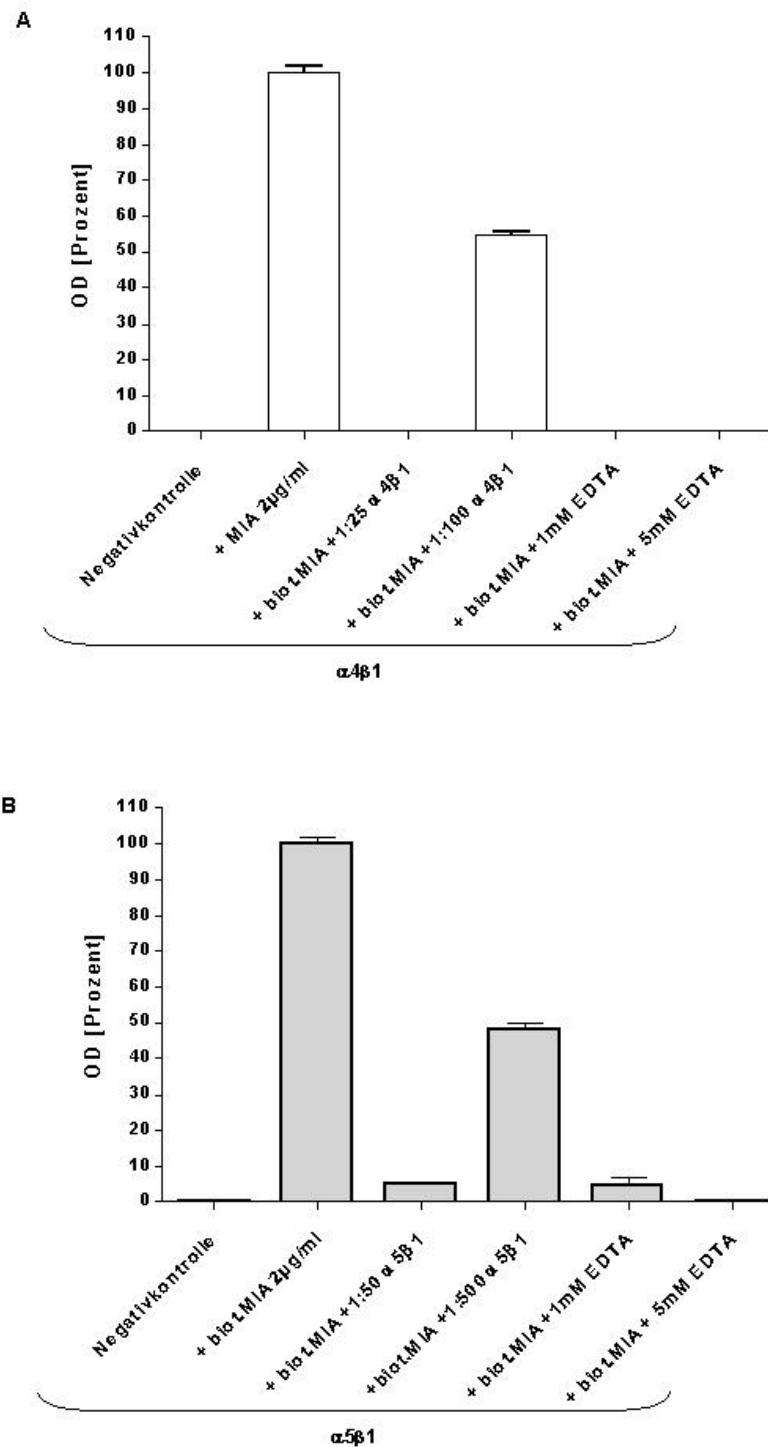 A
110
100
90
80
70
60
50
40
30
20
10
0
OD [Prozent]
Negativkontrolle
+ MIA 2µg/ml
+ biot.MIA +1:25 α 4β1
+ biot.MIA +1:100 α 4β1
+ biot.MIA +1mM EDTA
+ biot.MIA + 5mM EDTA
α4β1
B
110
100
90
80
70
60
50
40
30
20
10
0
OD [Prozent]
Negativkontrolle
+ biot.MIA 2µg/ml
+ biot.MIA +1:50 α 5β1
+biot.MIA +1:500 α 5β1
+ biot.MIA +1mM EDTA
+ biot.MIA + 5mM EDTA
α5β1